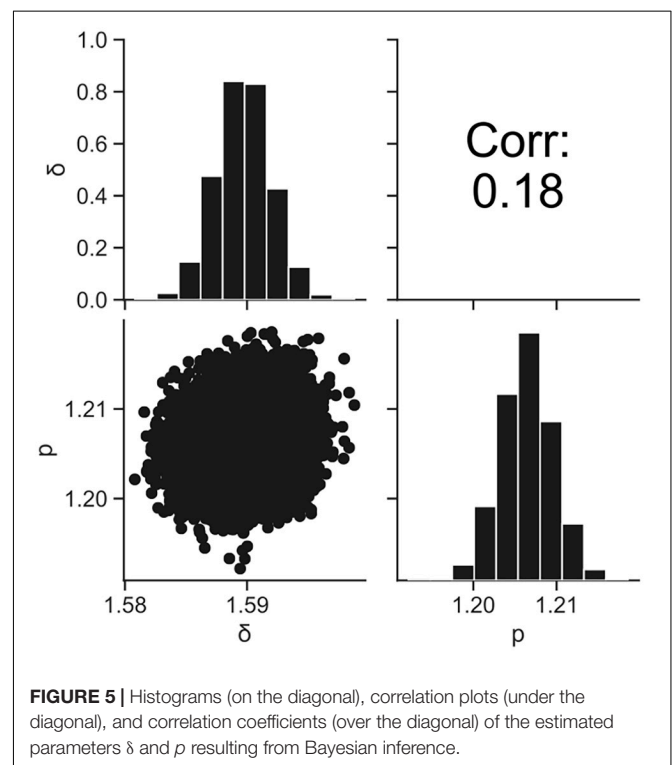 1.0
0.8
0.6
0.4
0.2
0.0
δ
Corr:
0.18
1.21
1.20
p
1.58 1.59
δ
1.20 1.21
p
FIGURE 5 | Histograms (on the diagonal), correlation plots (under the
diagonal), and correlation coefficients (over the diagonal) of the estimated
parameters δ and p resulting from Bayesian inference.